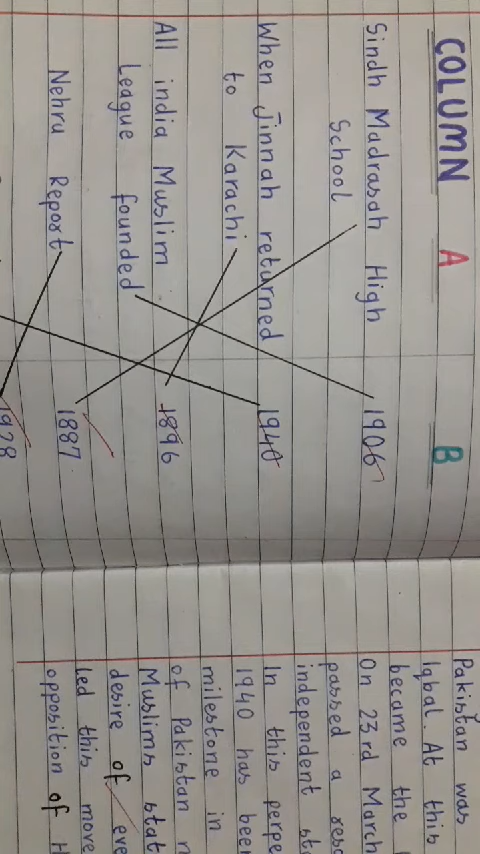 COLUMN A B
Sindh Madrasah High
School
1906
When Jinnah returned
to Karachi
1940
All india Muslim
League founded
1896
Nehru Report
1887
1928
Pakistan was
Iqbal. At this
became the
On 23rd March
passed a
independent
In this
1940 has been
milestone in
of Pakistan
Muslims
desire of
led this
opposition of